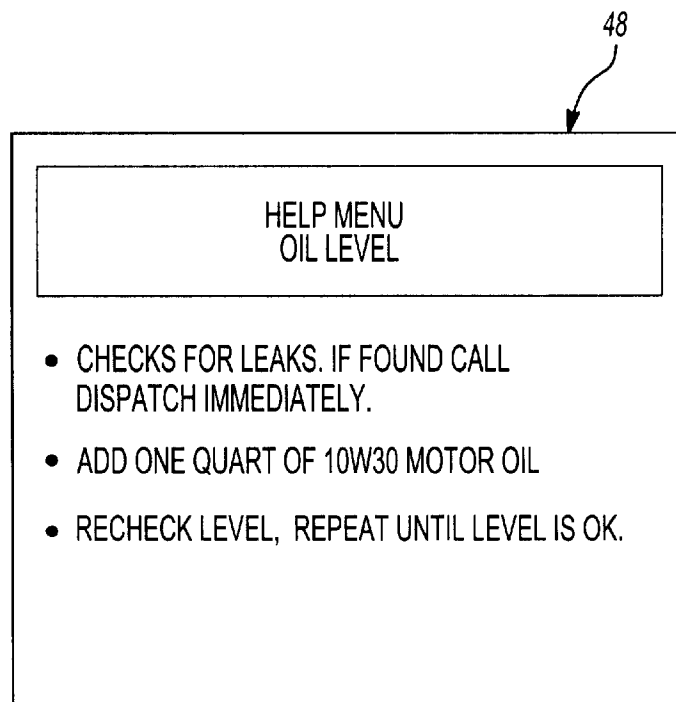 48
HELP MENU
OIL LEVEL
• CHECKS FOR LEAKS. IF FOUND CALL
DISPATCH IMMEDIATELY.
• ADD ONE QUART OF 10W30 MOTOR OIL
• RECHECK LEVEL, REPEAT UNTIL LEVEL IS OK.